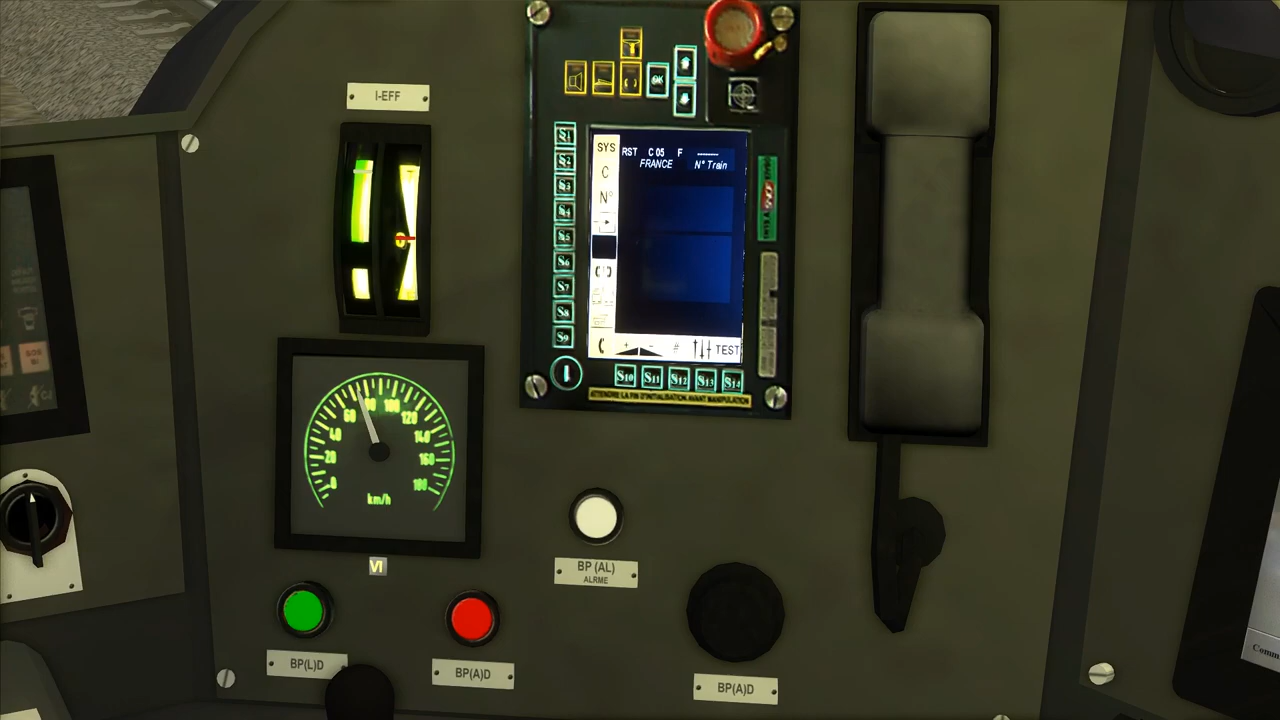 I-EFF
OK
S1
S2
S3
S4
S5
S6
S7
S8
S9
SYS
C
N°
RST C 05 F ------
FRANCE N° Train
+ - # TEST
S10 S11 S12 S13 S14
ATTENDRE LA FIN D'INITIALISATION AVANT MANIPULATION
0 20 40 60 80 100 120 140 160 180
km/h
VI
BP (AL)
ALRME
BP(L)D
BP(A)D
BP(A)D